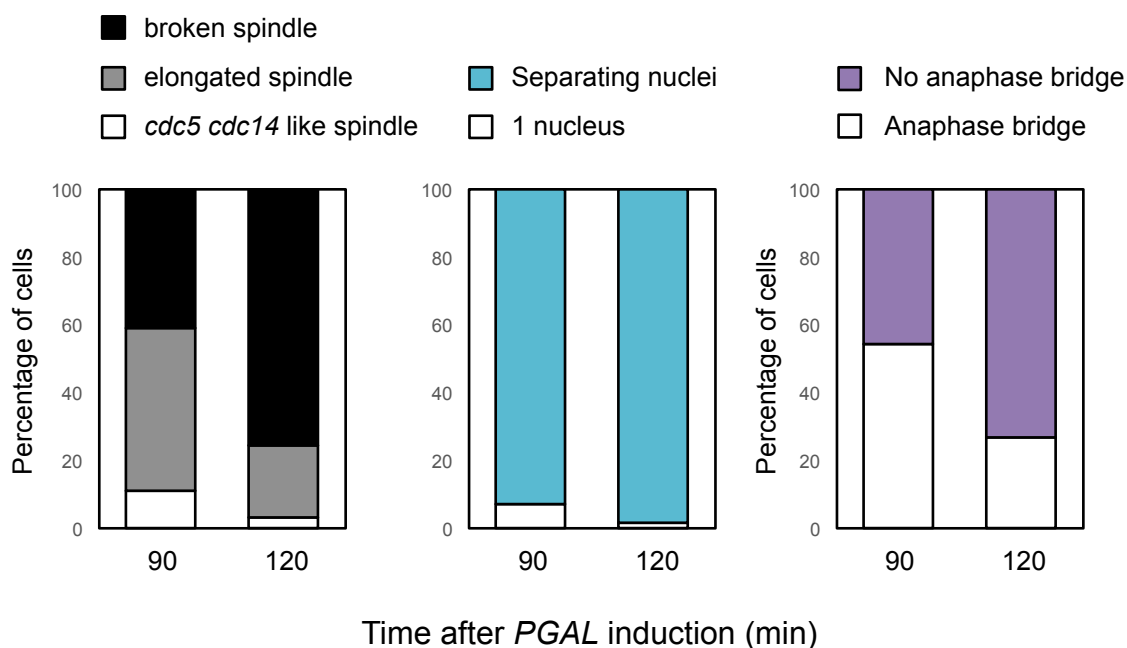 broken spindle
elongated spindle
cdc5 cdc14 like spindle
Separating nuclei
1 nucleus
No anaphase bridge
Anaphase bridge
Percentage of cells
100
80
60
40
20
0
90 120
100
80
60
40
20
0
90 120
Percentage of cells
100
80
60
40
20
0
90 120
Time after PGAL induction (min)